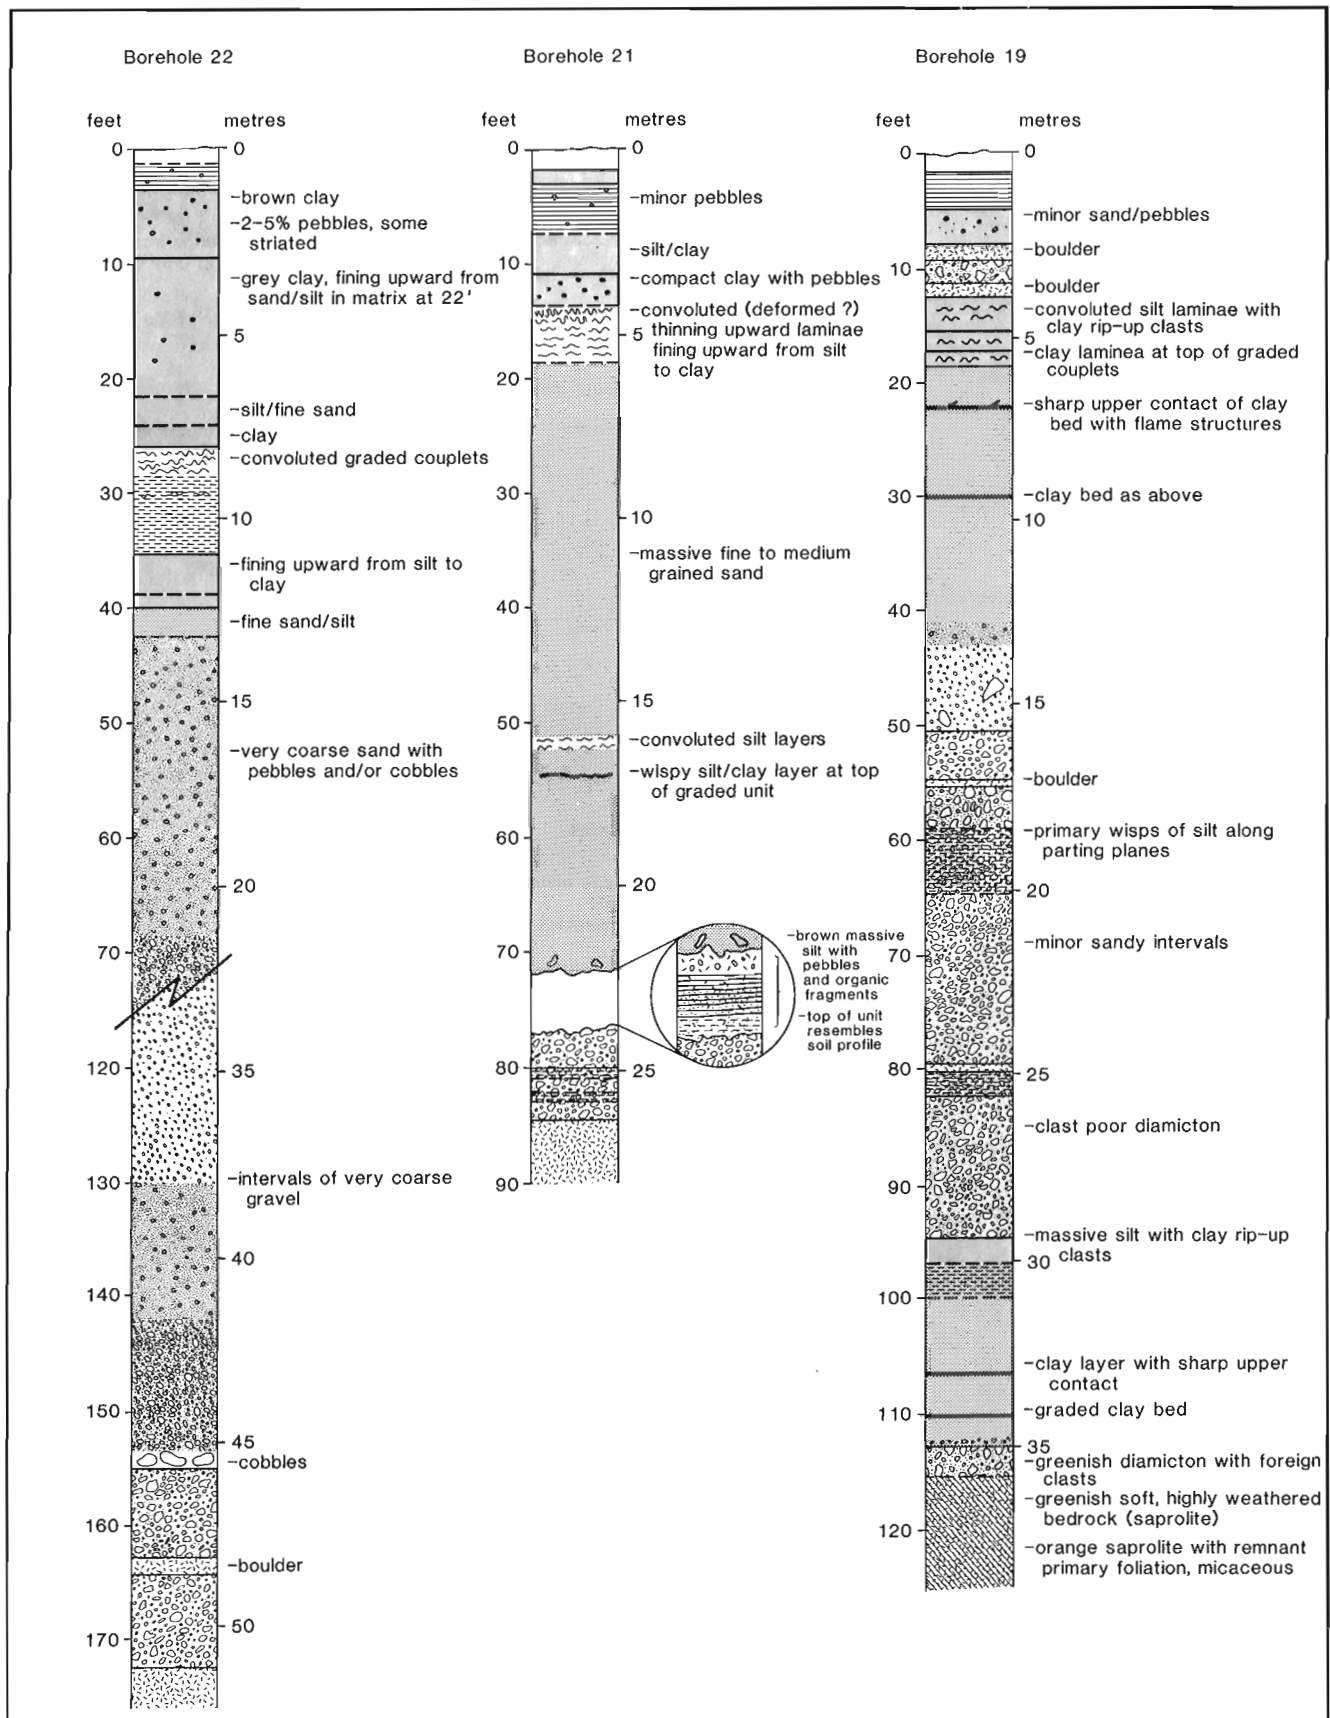 Borehole 22
feet metres
0 0
-brown clay
-2-5% pebbles, some
striated
10
-grey clay, fining upward from
sand/silt in matrix at 22'
5
20
-silt/fine sand
-clay
-convoluted graded couplets
30
10
-fining upward from silt to
clay
40
-fine sand/silt
15
50
-very coarse sand with
pebbles and/or cobbles
60
20
70
120 35
130
-intervals of very coarse
gravel
40
140
150
45
-cobbles
160
-boulder
50
170
Borehole 21
feet metres
0 0
-minor pebbles
-silt/clay
10
-compact clay with pebbles
-convoluted (deformed ?)
thinning upward laminae
fining upward from silt
to clay
5
20
30
10
-massive fine to medium
grained sand
40
15
50
-convoluted silt layers
-wispy silt/clay layer at top
of graded unit
60
20
70
-brown massive
silt with
pebbles
and organic
fragments
-top of unit
resembles
soil profile
80 25
90
Borehole 19
feet metres
0 0
-minor sand/pebbles
-boulder
10
-boulder
-convoluted silt laminae with
clay rip-up clasts
5
-clay laminea at top of graded
couplets
20
-sharp upper contact of clay
bed with flame structures
30 -clay bed as above
10
40
15
50
-boulder
60
-primary wisps of silt along
parting planes
20
-minor sandy intervals
70
80 25
-clast poor diamicton
90
-massive silt with clay rip-up
clasts
30
100
-clay layer with sharp upper
contact
110 -graded clay bed
35
-greenish diamicton with foreign
clasts
-greenish soft, highly weathered
bedrock (saprolite)
120
-orange saprolite with remnant
primary foliation, micaceous